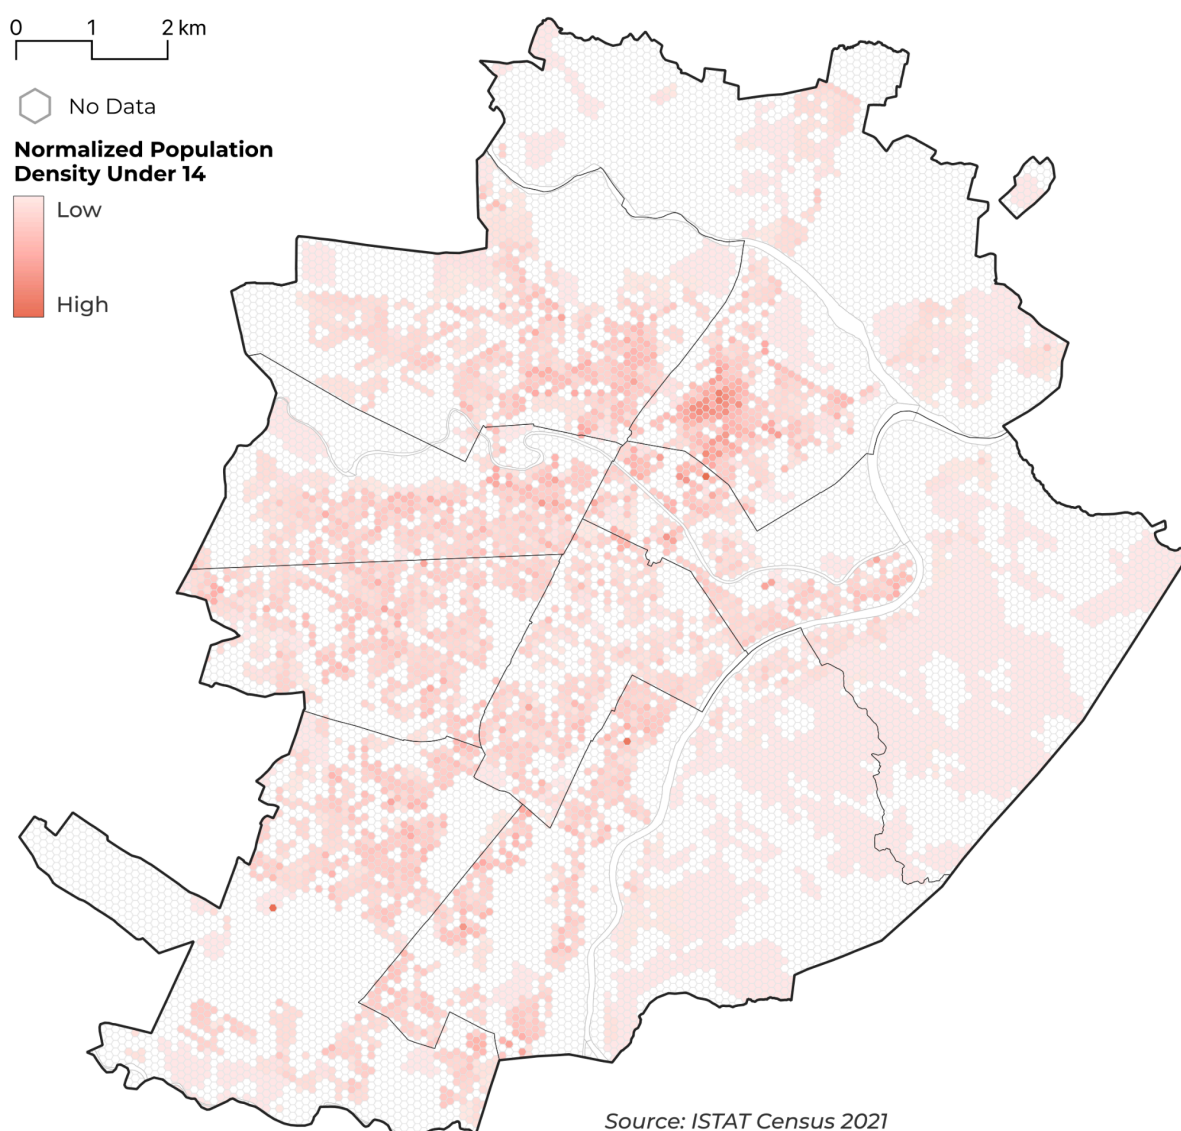 0 1 2 km
No Data
Normalized Population
Density Under 14
Low
High
Source: ISTAT Census 2021